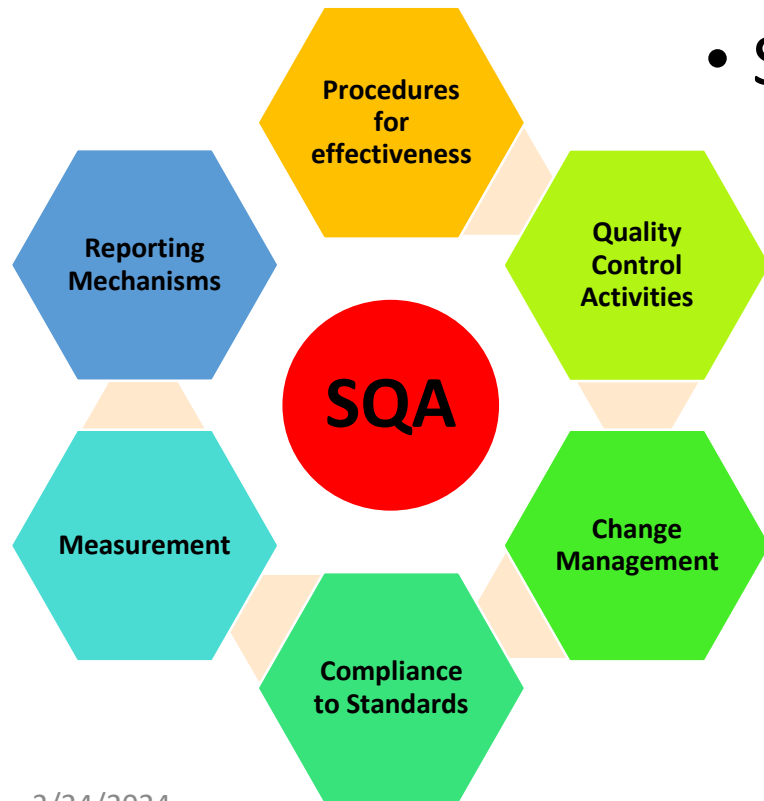 • S
Procedures
for
effectiveness
Quality
Control
Activities
Reporting
Mechanisms
SQA
Change
Management
Measurement
Compliance
to Standards